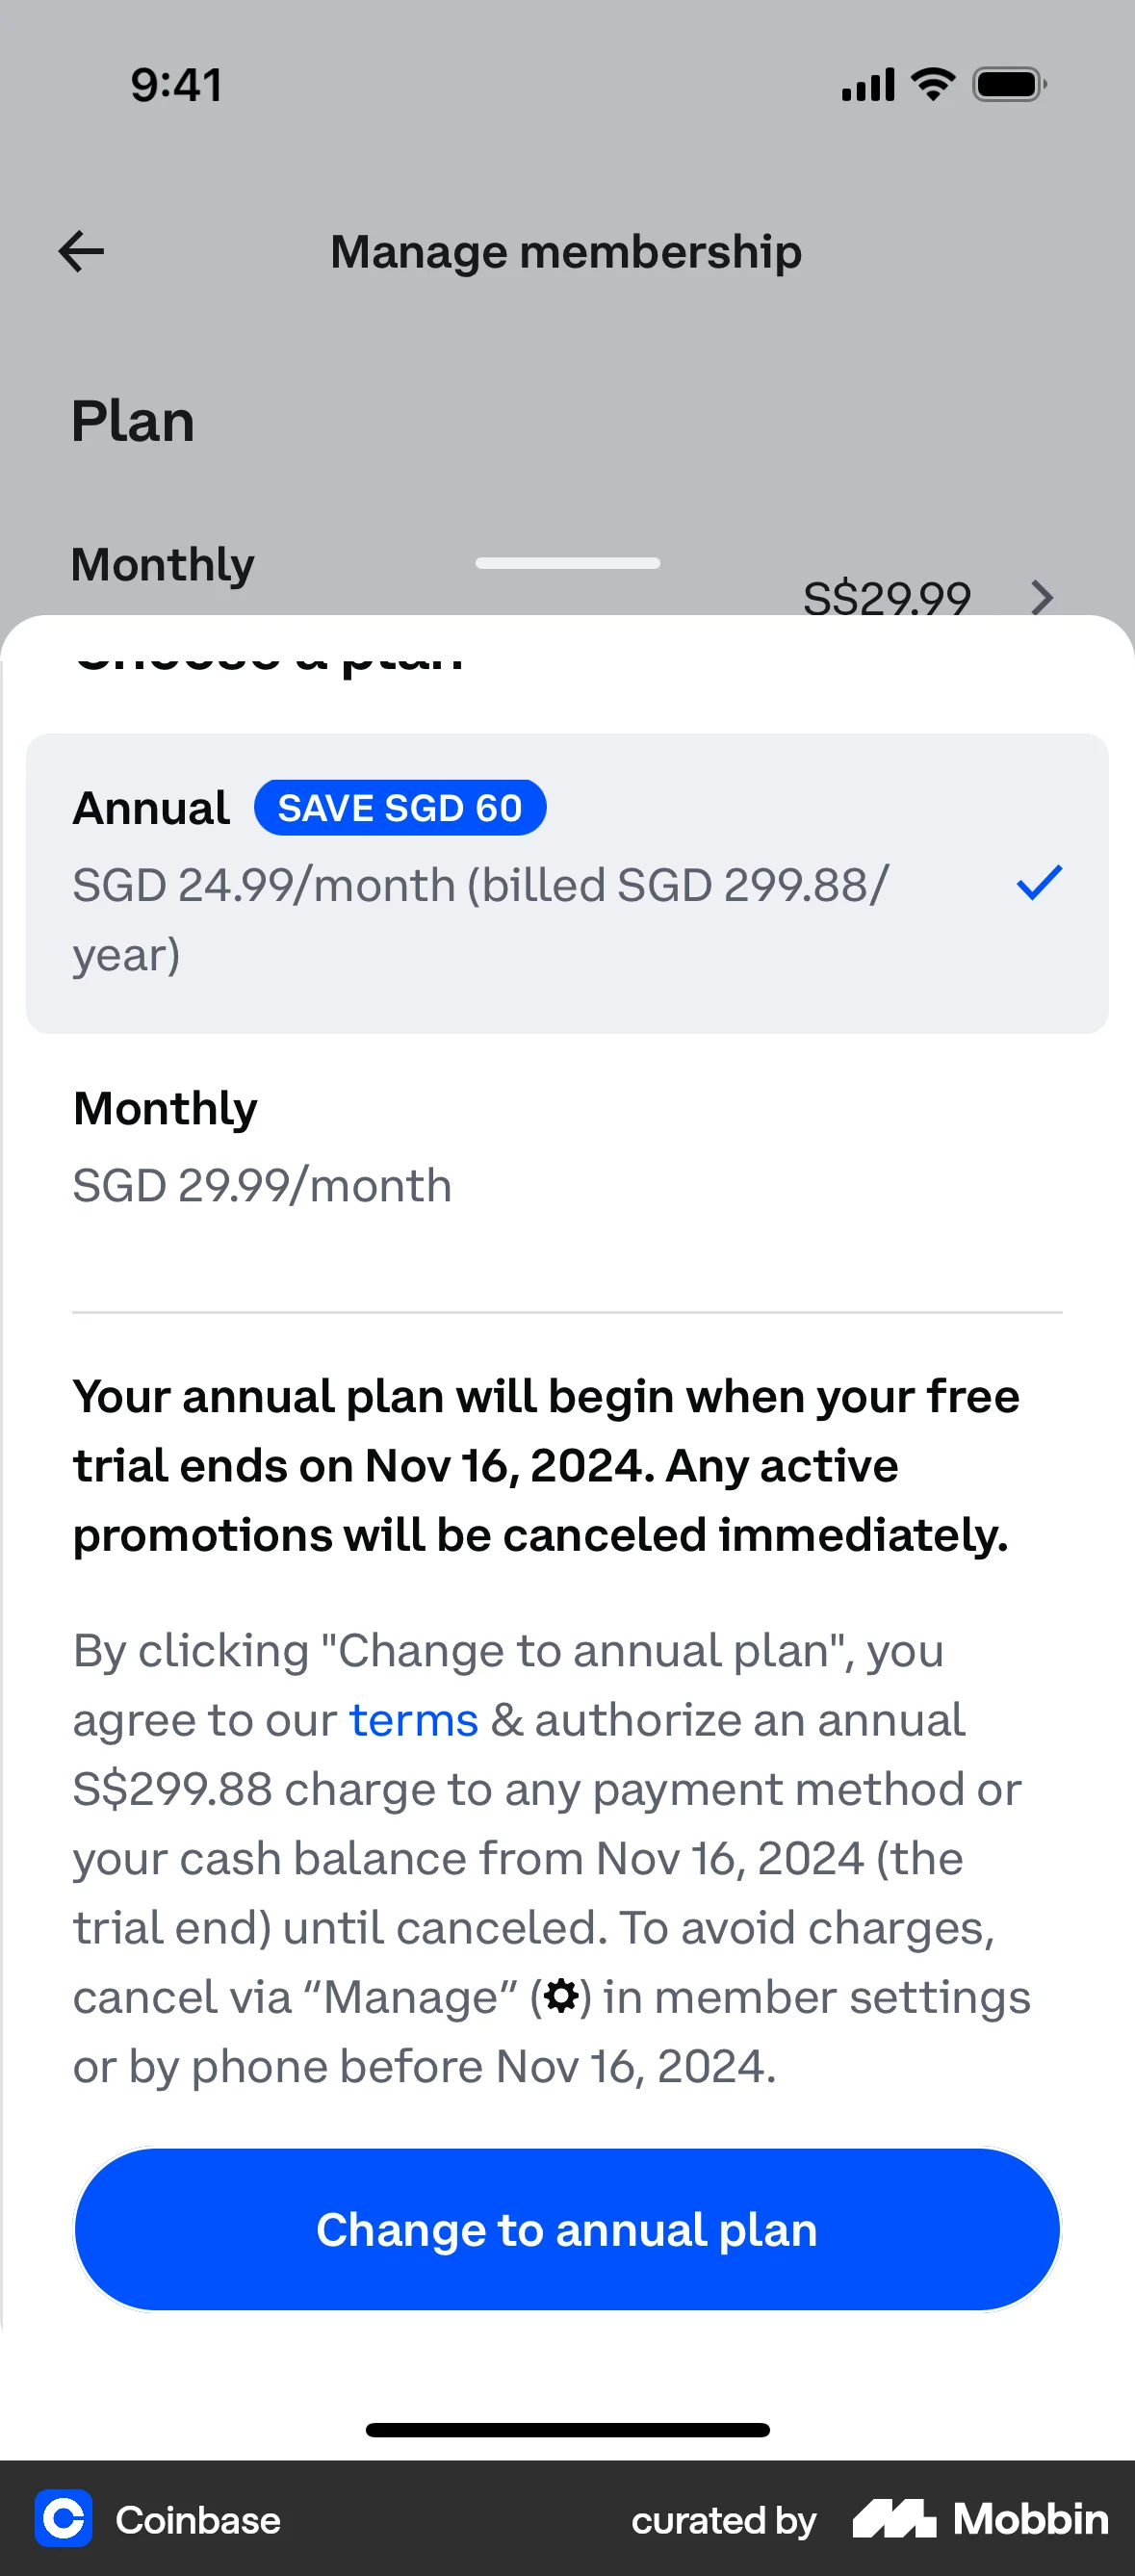 9:41
Manage membership
Plan
Monthly
S$29.99
Choose a plan
Annual SAVE SGD 60
SGD 24.99/month (billed SGD 299.88/
year)
Monthly
SGD 29.99/month
Your annual plan will begin when your free
trial ends on Nov 16, 2024. Any active
promotions will be canceled immediately.
By clicking "Change to annual plan", you
agree to our terms & authorize an annual
S$299.88 charge to any payment method or
your cash balance from Nov 16, 2024 (the
trial end) until canceled. To avoid charges,
cancel via “Manage” () in member settings
or by phone before Nov 16, 2024.
Change to annual plan
Coinbase
curated by Mobbin